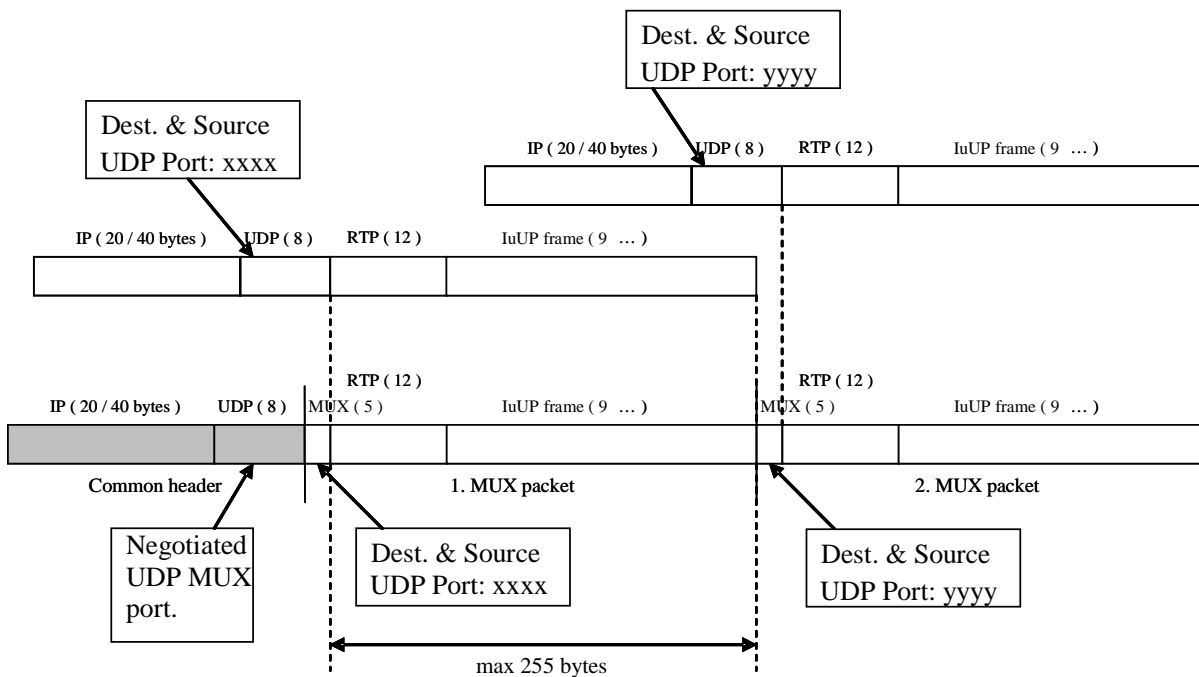 Dest. & Source
UDP Port: yyyy
Dest. & Source
UDP Port: xxxx
IP ( 20 / 40 bytes ) UDP ( 8 ) RTP ( 12 ) IuUP frame ( 9 … )
IP ( 20 / 40 bytes ) UDP ( 8 ) RTP ( 12 ) IuUP frame ( 9 … )
RTP ( 12 ) RTP ( 12 )
IP ( 20 / 40 bytes ) UDP ( 8 ) MUX ( 5 ) IuUP frame ( 9 … ) MUX ( 5 ) IuUP frame ( 9 … )
Common header 1. MUX packet 2. MUX packet
Negotiated
UDP MUX
port.
Dest. & Source
UDP Port: xxxx
Dest. & Source
UDP Port: yyyy
max 255 bytes